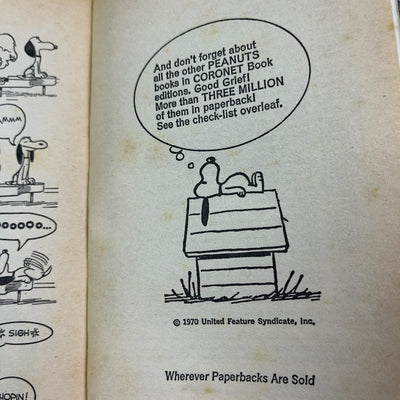 MMM
OOOOO...
*SIGH*
HOPIN!
And don't forget about
all the other PEANUTS
books in CORONET Book
editions. Good Grief!
More than THREE MILLION
of them in paperback!
See the check-list overleaf.
© 1970 United Feature Syndicate, Inc.
Wherever Paperbacks Are Sold